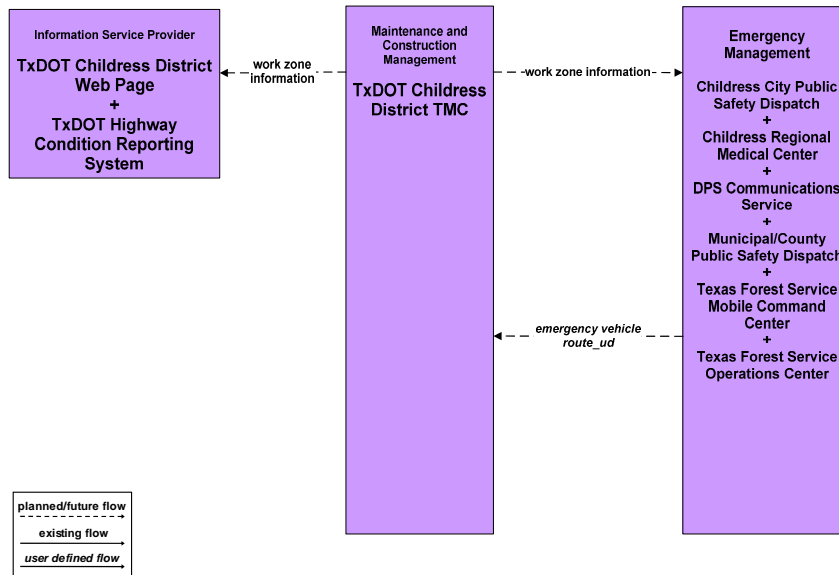 Information Service Provider
TxDOT Childress District
Web Page
+
TxDOT Highway
Condition Reporting
System
work zone
information
Maintenance and
Construction
Management
TxDOT Childress
District TMC
work zone information
Emergency
Management
Childress City Public
Safety Dispatch
+
Childress Regional
Medical Center
+
DPS Communications
Service
+
Municipal/County
Public Safety Dispatch
+
Texas Forest Service
Mobile Command
Center
+
Texas Forest Service
Operations Center
emergency vehicle
route_ud
planned/future flow
existing flow
user defined flow